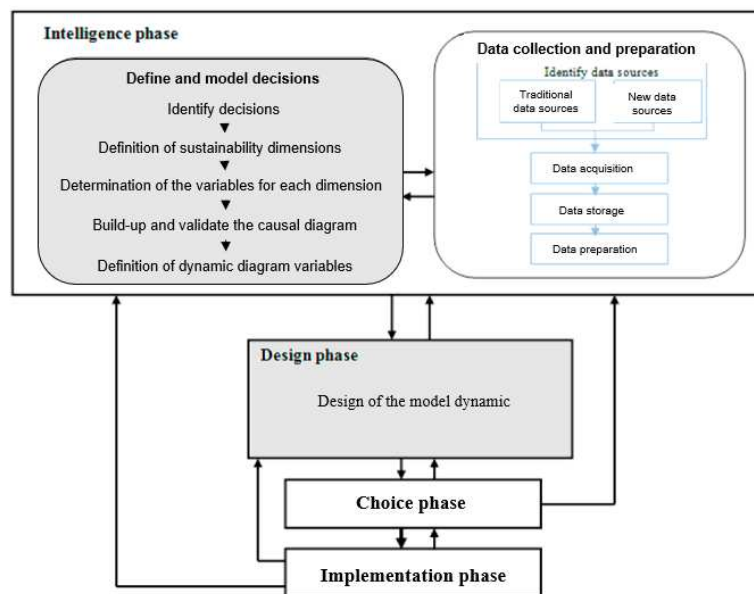 Intelligence phase
Define and model decisions
Identify decisions
Definition of sustainability dimensions
Determination of the variables for each dimension
Build-up and validate the causal diagram
Definition of dynamic diagram variables
Data collection and preparation
Identify data sources
Traditional
data sources
New data
sources
Data acquisition
Data storage
Data preparation
Design phase
Design of the model dynamic
Choice phase
Implementation phase